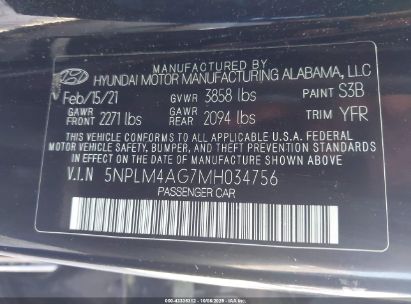 MANUFACTURED BY
HYUNDAI MOTOR MANUFACTURING ALABAMA, LLC
Feb/15/21 GVWR 3858 lbs PAINT S3B
GAWR FRONT 2271 lbs GAWR REAR 2094 lbs TRIM YFR
THIS VEHICLE CONFORMS TO ALL APPLICABLE U.S.A FEDERAL
MOTOR VEHICLE SAFETY, BUMPER, AND THEFT PREVENTION STANDARDS
IN EFFECT ON THE DATE OF MANUFACTURE SHOWN ABOVE.
V.I.N 5NPLM4AG7MH034756
PASSENGER CAR